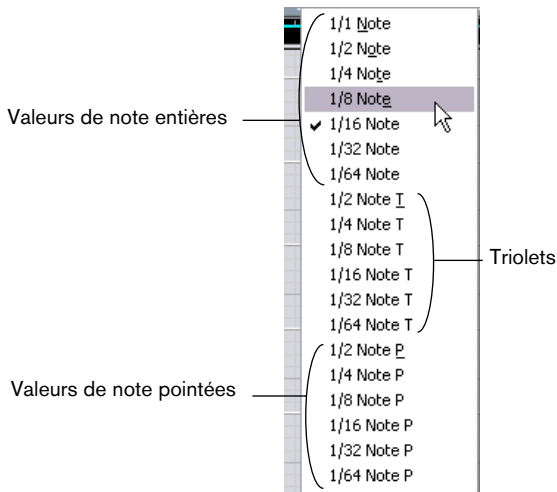 1/1 Note
1/2 Note
1/4 Note
1/8 Note
Valeurs de note entières
1/16 Note
1/32 Note
1/64 Note
1/2 Note T
1/4 Note T
1/8 Note T
Triolets
1/16 Note T
1/32 Note T
1/64 Note T
1/2 Note P
1/4 Note P
Valeurs de note pointées
1/8 Note P
1/16 Note P
1/32 Note P
1/64 Note P